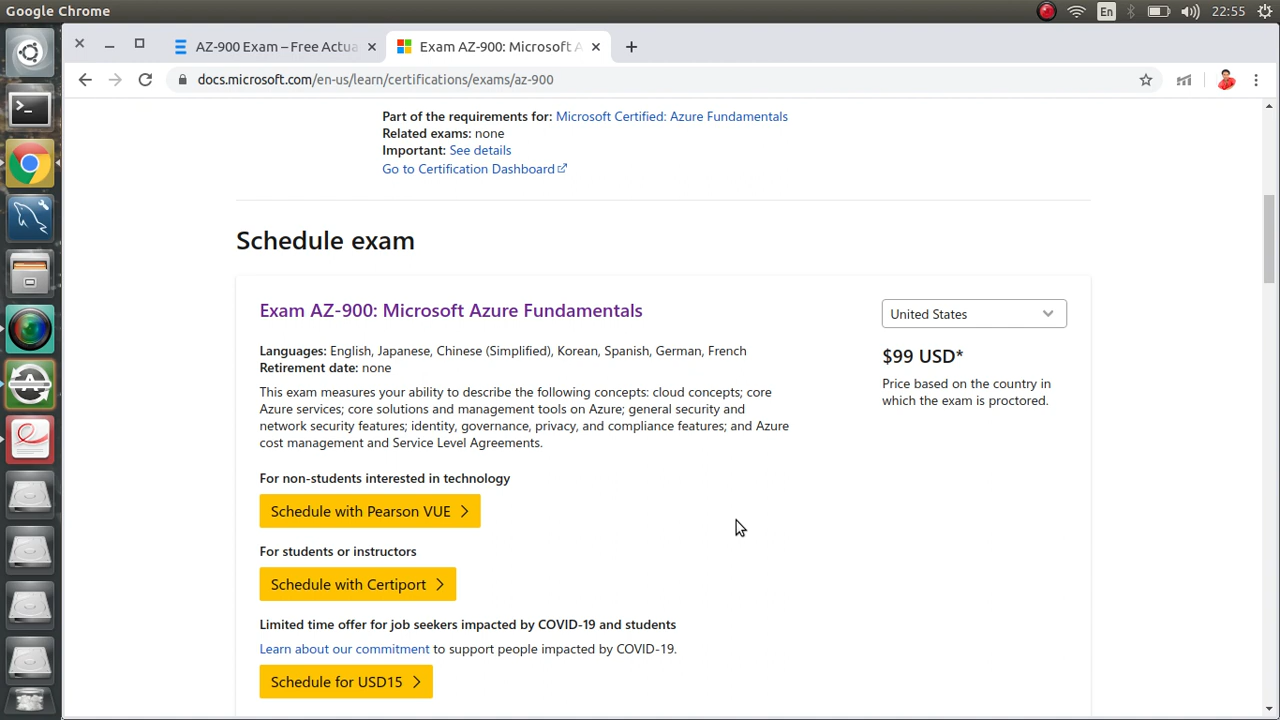 Google Chrome
En
22:55
AZ-900 Exam – Free Actua
Exam AZ-900: Microsoft A
docs.microsoft.com/en-us/learn/certifications/exams/az-900
Part of the requirements for: Microsoft Certified: Azure Fundamentals
Related exams: none
Important: See details
Go to Certification Dashboard
Schedule exam
Exam AZ-900: Microsoft Azure Fundamentals
United States
Languages: English, Japanese, Chinese (Simplified), Korean, Spanish, German, French
Retirement date: none
$99 USD*
Price based on the country in
which the exam is proctored.
This exam measures your ability to describe the following concepts: cloud concepts; core
Azure services; core solutions and management tools on Azure; general security and
network security features; identity, governance, privacy, and compliance features; and Azure
cost management and Service Level Agreements.
For non-students interested in technology
Schedule with Pearson VUE
For students or instructors
Schedule with Certiport
Limited time offer for job seekers impacted by COVID-19 and students
Learn about our commitment to support people impacted by COVID-19.
Schedule for USD15